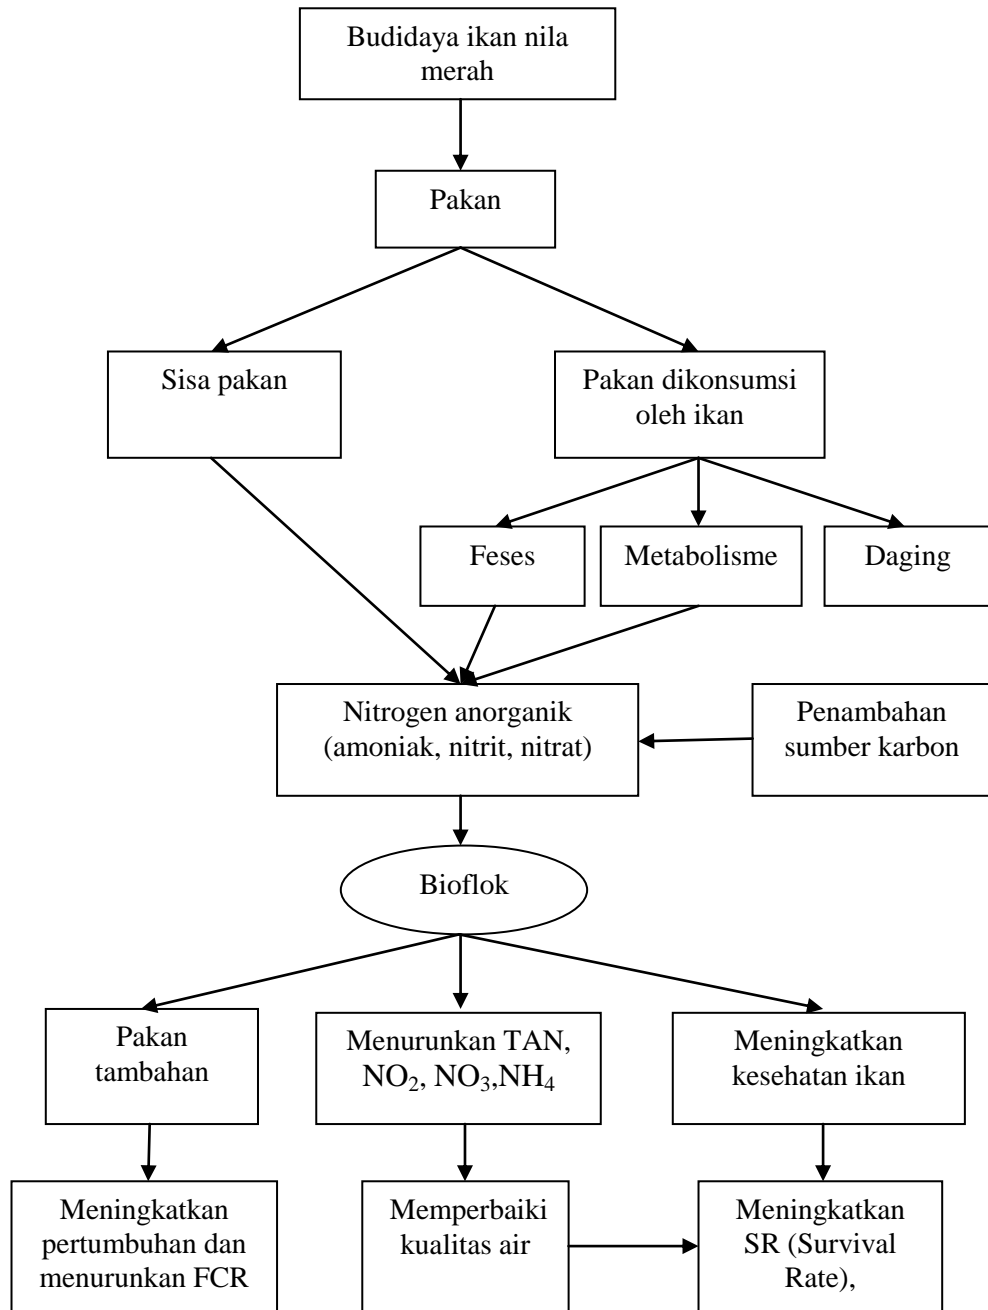 Budidaya ikan nila
merah
Pakan
Sisa pakan
Pakan dikonsumsi
oleh ikan
Feses
Metabolisme
Daging
Nitrogen anorganik
(amoniak, nitrit, nitrat)
Penambahan
sumber karbon
Bioflok
Pakan
tambahan
Menurunkan TAN,
NO₂, NO₃,NH₄
Meningkatkan
kesehatan ikan
Meningkatkan
pertumbuhan dan
menurunkan FCR
Memperbaiki
kualitas air
Meningkatkan
SR (Survival
Rate),